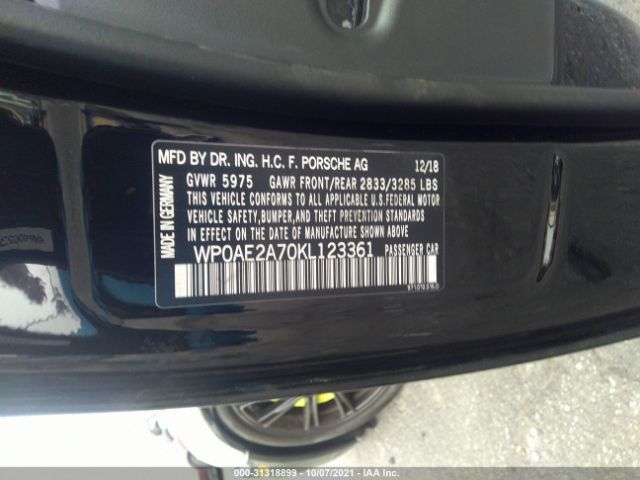 MFD BY DR. ING. H.C. F. PORSCHE AG 12/18
GVWR 5975 GAWR FRONT/REAR 2833/3285 LBS
THIS VEHICLE CONFORMS TO ALL APPLICABLE U.S.FEDERAL MOTOR
VEHICLE SAFETY,BUMPER,AND THEFT PREVENTION
STANDARDS IN EFFECT ON THE
DATE OF MANUFACTURE SHOWN ABOVE
WP0AE2A70KL123361 PASSENGER CAR
MADE IN GERMANY
000-31318899 - 10/07/2021 - IAAI.COM